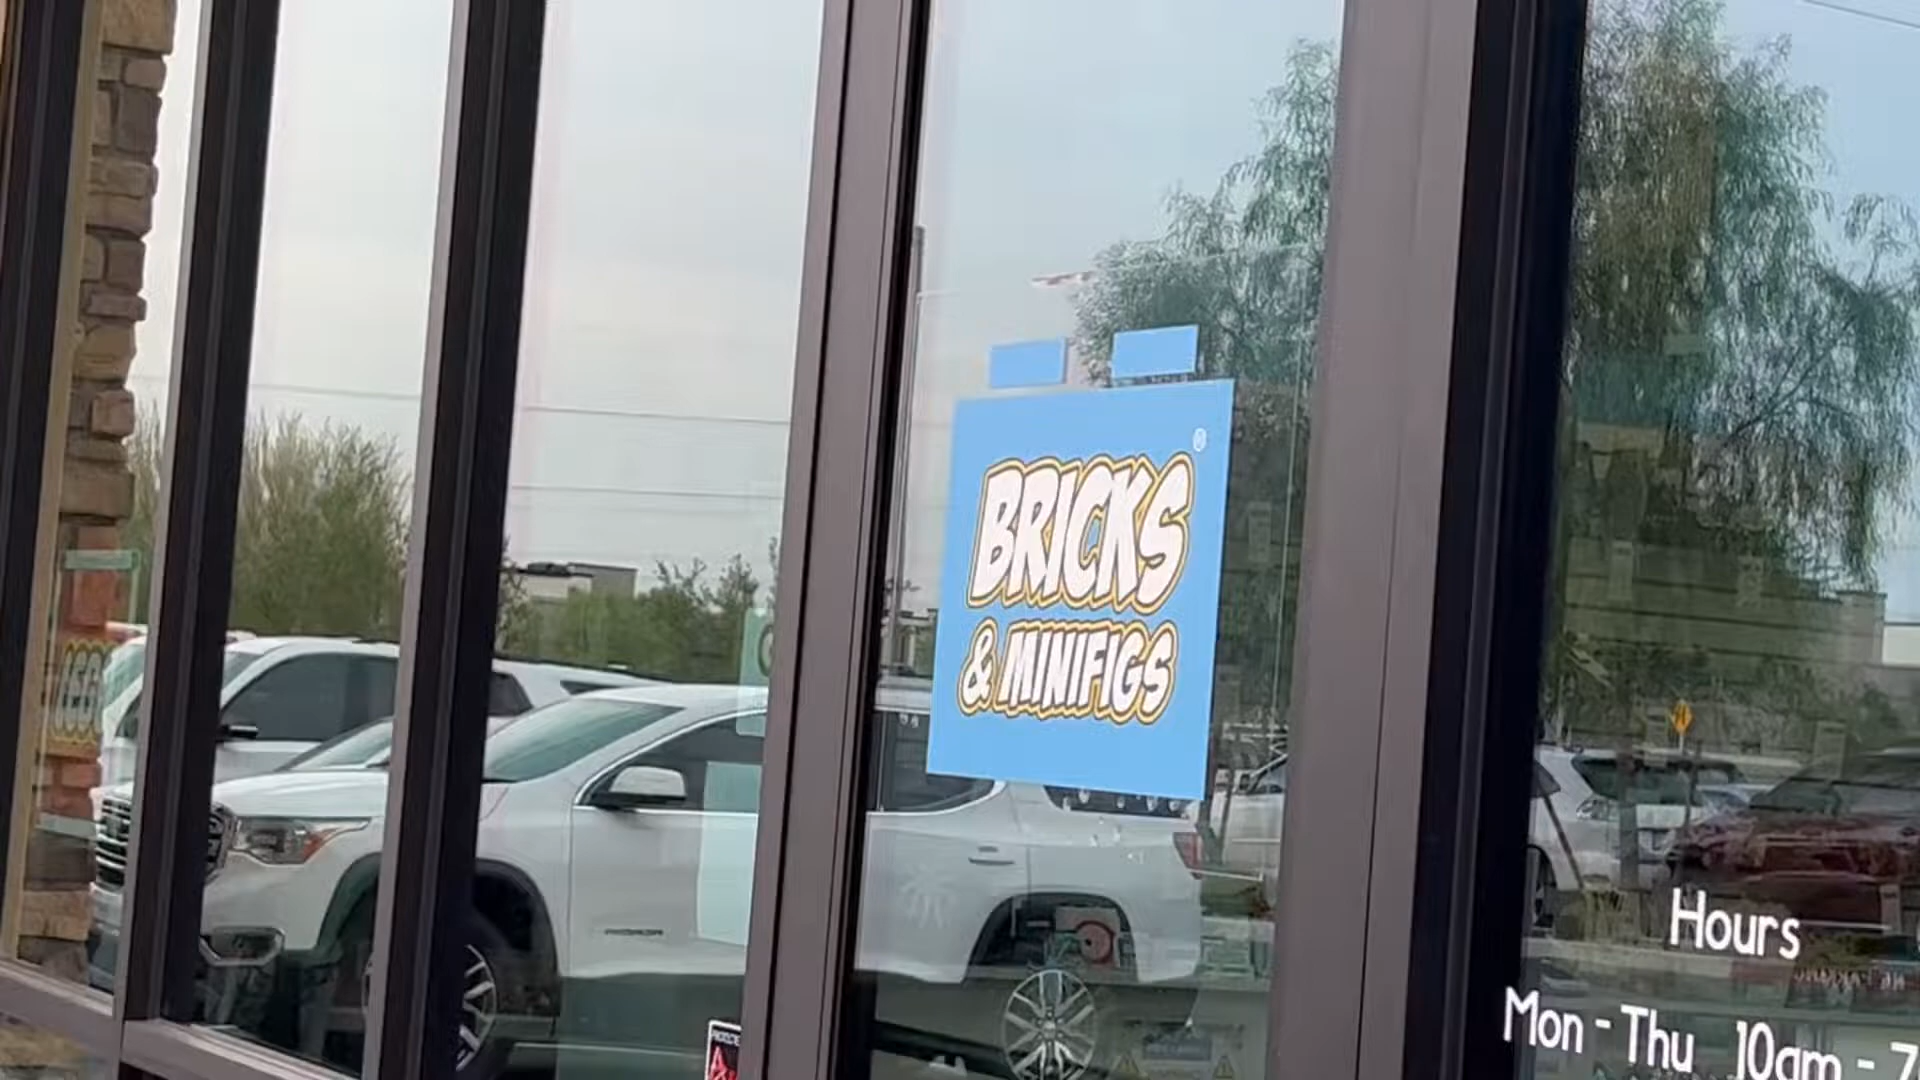 BRICKS ®
& MINIFIGS
Hours
Mon - Thu 10am - 7